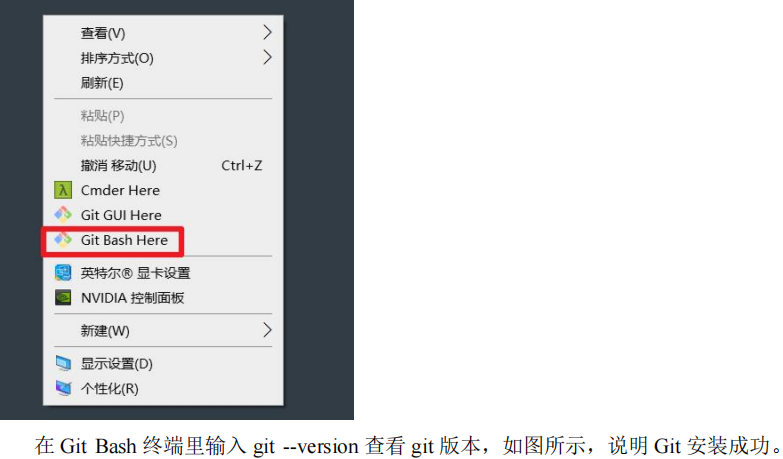 查看(V)
排序方式(O)
刷新(E)
粘贴(P)
粘贴快捷方式(S)
撤消 移动(U) Ctrl+Z
Cmder Here
Git GUI Here
Git Bash Here
英特尔® 显卡设置
NVIDIA 控制面板
新建(W)
显示设置(D)
个性化(R)
在 Git Bash 终端里输入 git --version 查看 git 版本，如图所示，说明 Git 安装成功。